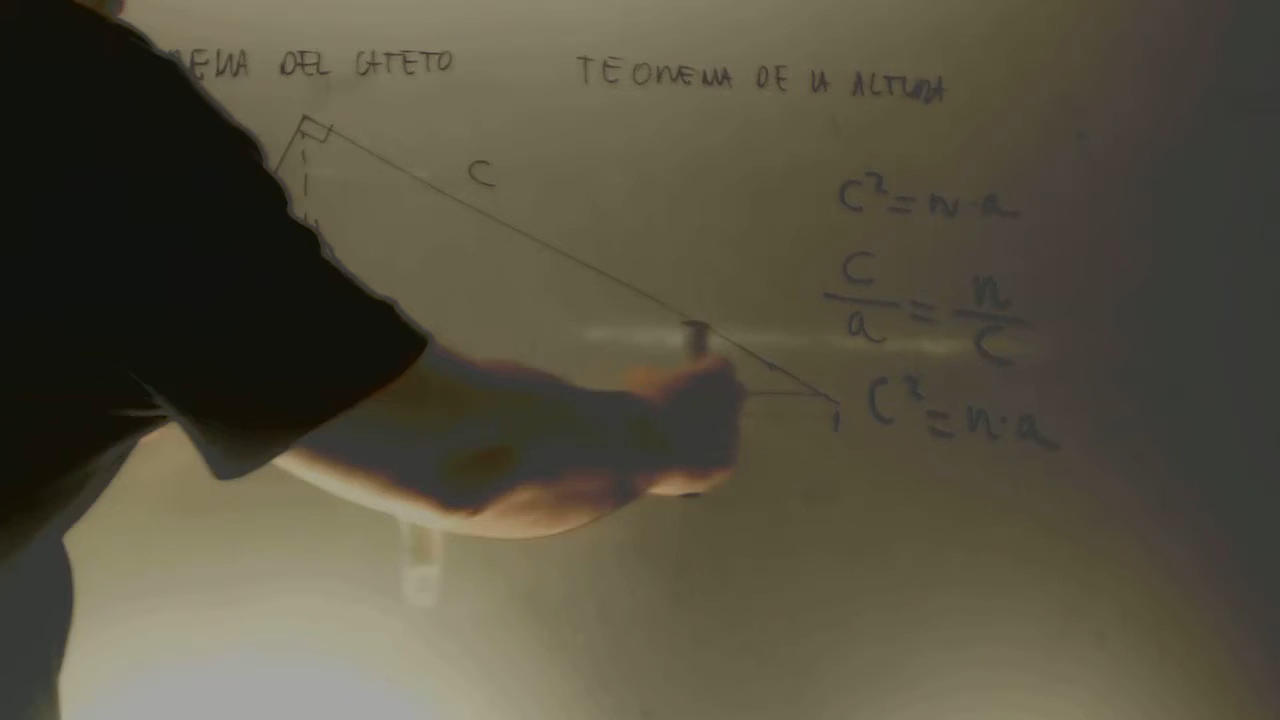 DEL CATETO
TEOREMA DE LA ALTURA
C
C² = n · a
C/a = n/C
C² = n · a